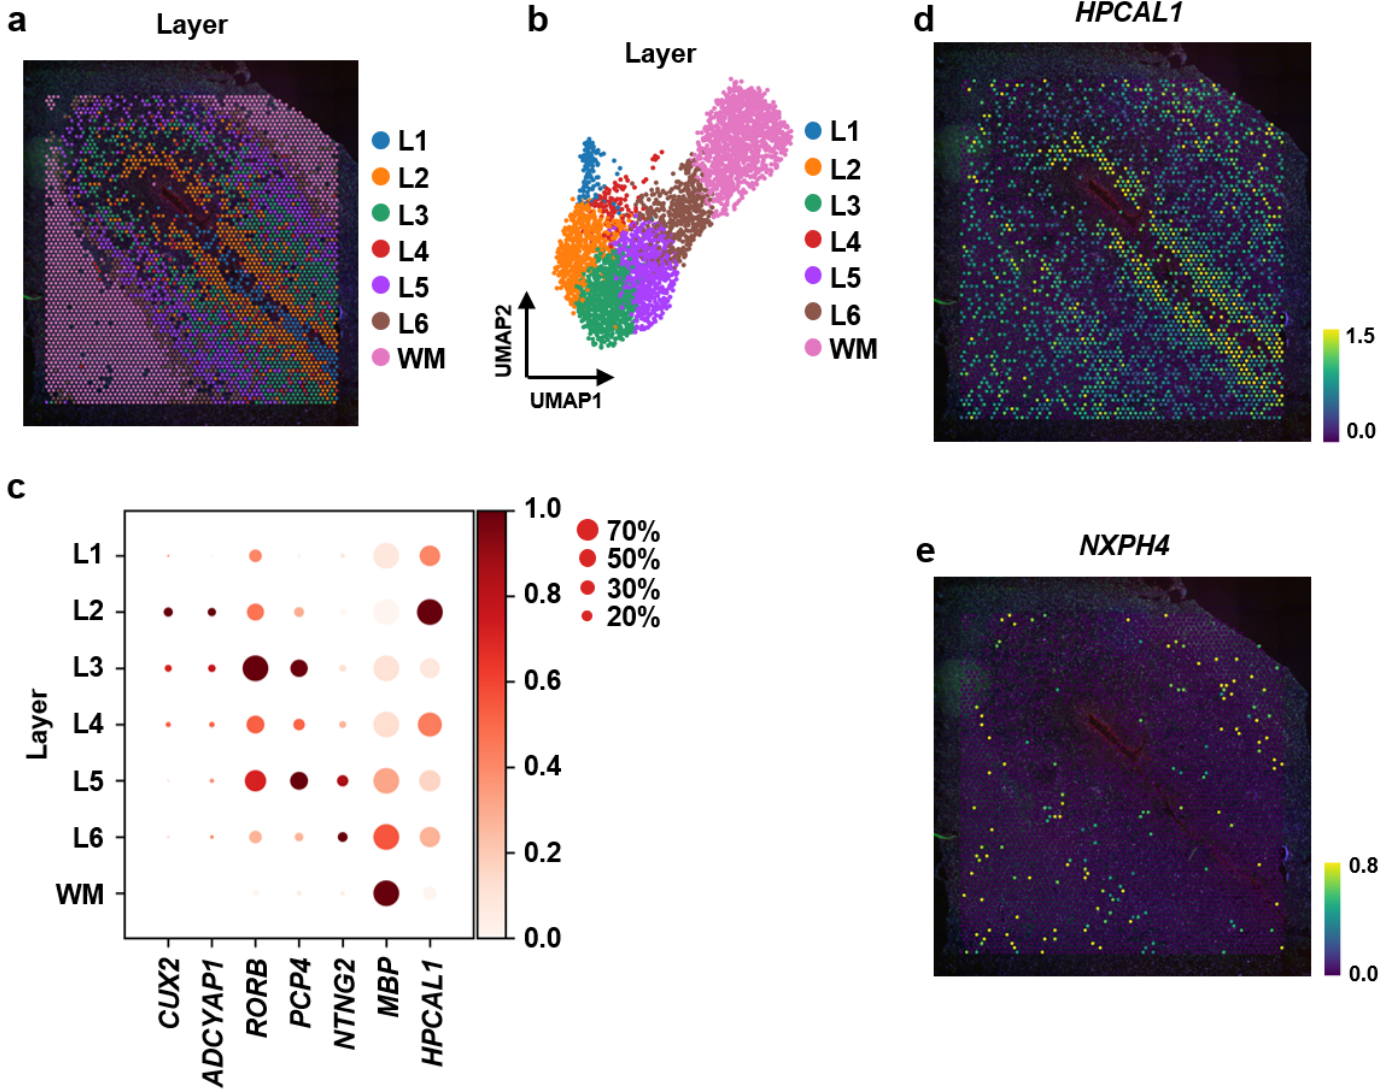 a
Layer
L1
L2
L3
L4
L5
L6
WM
b
Layer
UMAP2
UMAP1
L1
L2
L3
L4
L5
L6
WM
d
HPCAL1
1.5
0.0
c
Layer
L1
L2
L3
L4
L5
L6
WM
CUX2
ADCYAP1
RORB
PCP4
NTNG2
MBP
HPCAL1
1.0
0.8
0.6
0.4
0.2
0.0
70%
50%
30%
20%
e
NXPH4
0.8
0.0